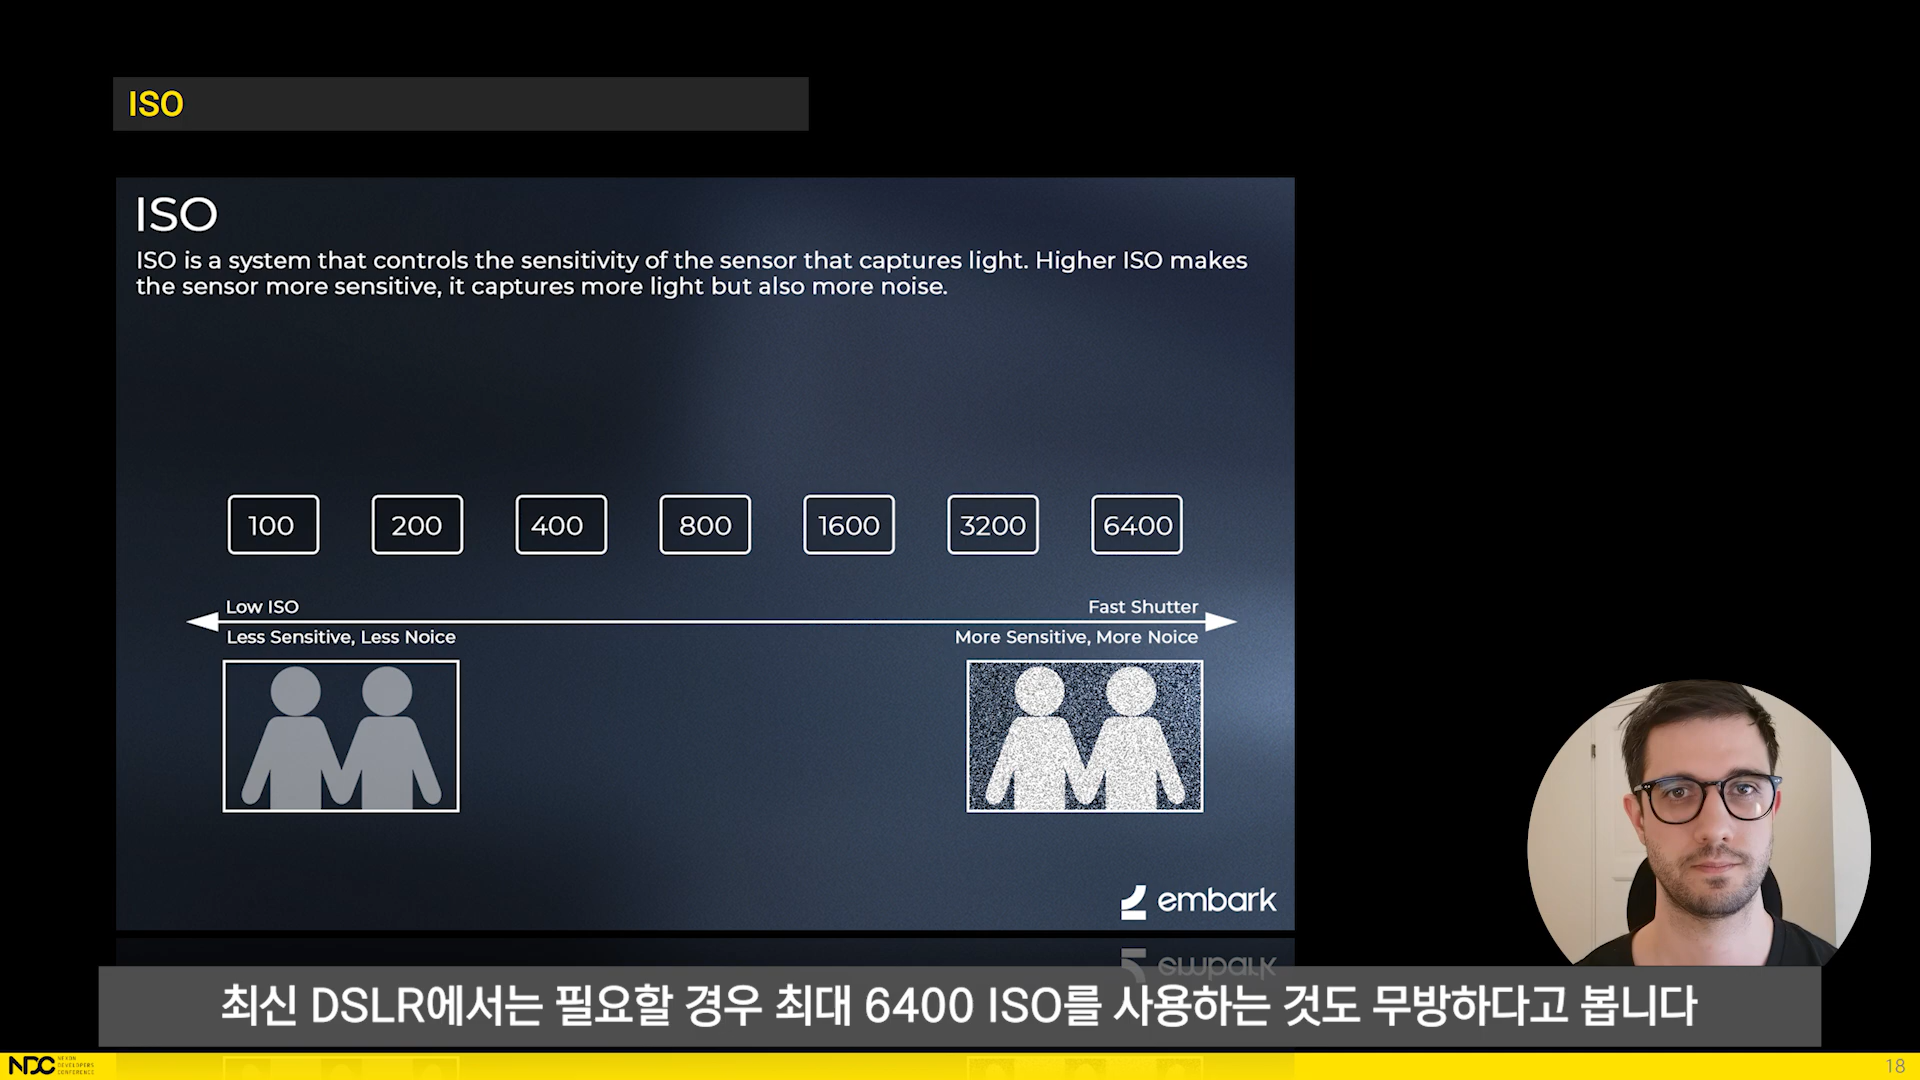 ISO
ISO
ISO is a system that controls the sensitivity of the sensor that captures light. Higher ISO makes
the sensor more sensitive, it captures more light but also more noise.
100 200 400 800 1600 3200 6400
Low ISO Fast Shutter
Less Sensitive, Less Noice More Sensitive, More Noice
embark
최신 DSLR에서는 필요할 경우 최대 6400 ISO를 사용하는 것도 무방하다고 봅니다
NDC NEXON
DEVELOPERS
CONFERENCE
18